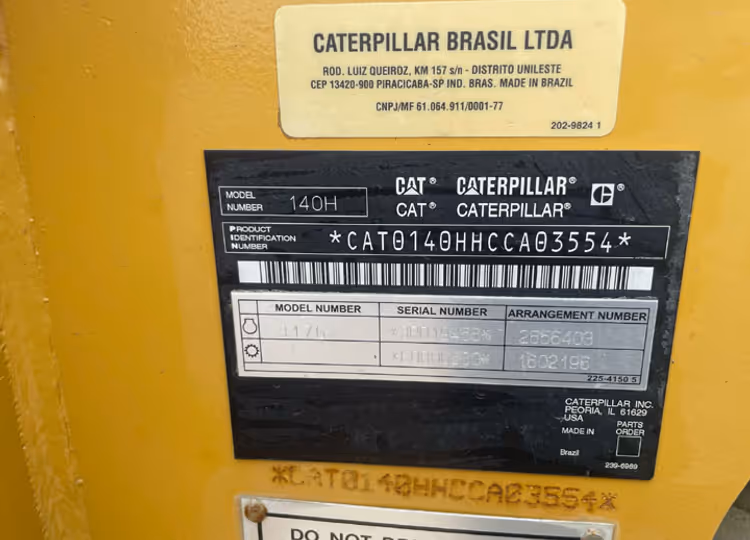 CATERPILLAR BRASIL LTDA
ROD. LUIZ QUEIROZ, KM 157 s/n - DISTRITO UNILESTE
CEP 13420-900 PIRACICABA-SP IND. BRAS. MADE IN BRAZIL
CNPJ/MF 61.064.911/0001-77
202-9824 1
MODEL NUMBER 140H
CAT® CATERPILLAR® ®
CAT® CATERPILLAR®
PRODUCT IDENTIFICATION NUMBER *CAT0140HHCCA03554*
MODEL NUMBER SERIAL NUMBER ARRANGEMENT NUMBER
2566409
1602196
225-4150 5
CATERPILLAR INC.
PEORIA, IL 61629
USA
MADE IN
Brazil
PARTS
ORDER
239-6969
*CAT0140HHCCA03554*
DO NOT